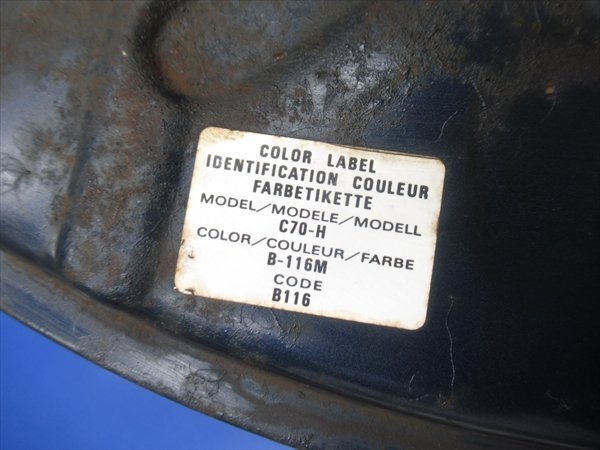 COLOR LABEL
IDENTIFICATION COULEUR
FARBETIKETTE
MODEL/MODELE/MODELL
C70-H
COLOR/COULEUR/FARBE
B-116M
CODE
B116